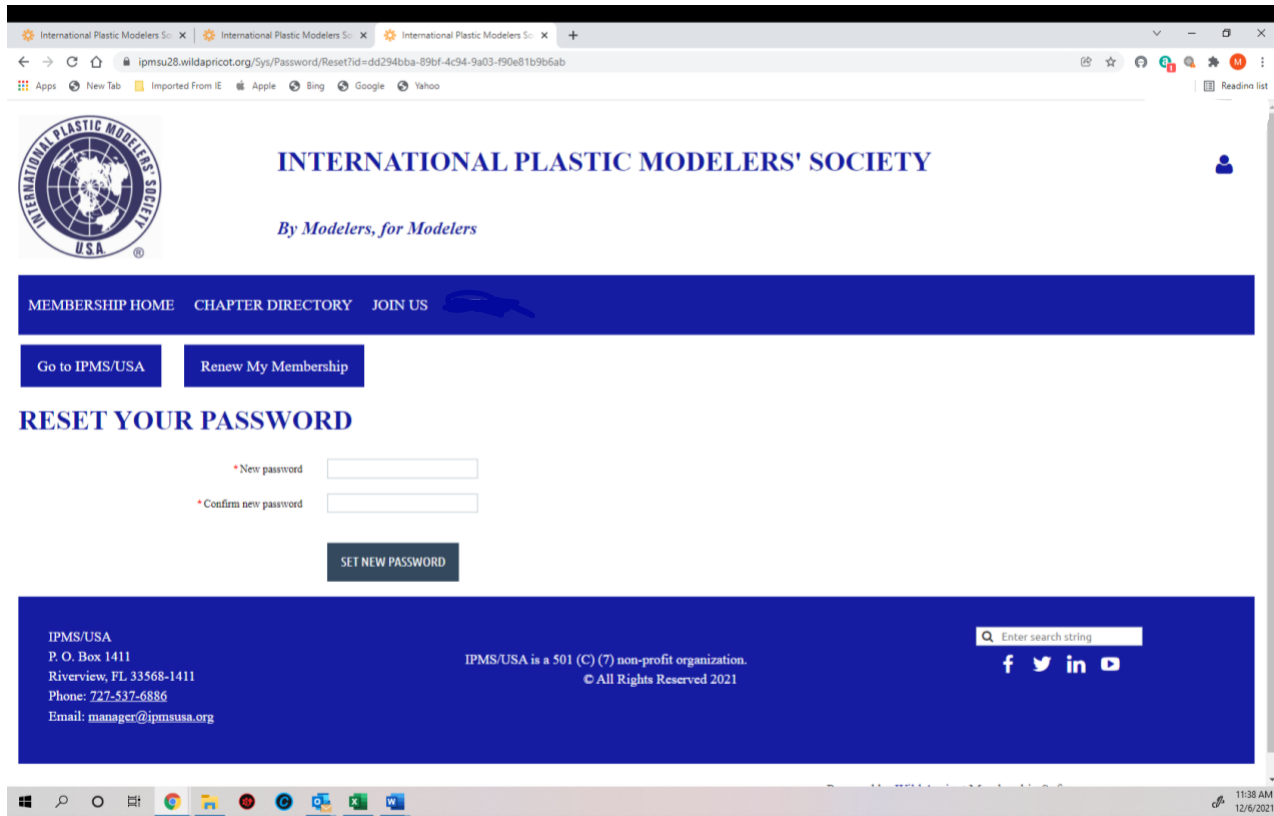 International Plastic Modelers So
International Plastic Modelers So
International Plastic Modelers So
ipmsu28.wildapricot.org/Sys/Password/Reset?id=dd294bba-89bf-4c94-9a03-f90e81b9b6ab
M
Apps New Tab Imported From IE Apple Bing Google Yahoo Reading list
INTERNATIONAL PLASTIC MODELERS' SOCIETY
U.S.A. ®
INTERNATIONAL PLASTIC MODELERS' SOCIETY
By Modelers, for Modelers
MEMBERSHIP HOME CHAPTER DIRECTORY JOIN US
Go to IPMS/USA Renew My Membership
RESET YOUR PASSWORD
* New password
* Confirm new password
SET NEW PASSWORD
IPMS/USA
P. O. Box 1411
Riverview, FL 33568-1411
Phone: 727-537-6886
Email: manager@ipmsusa.org
IPMS/USA is a 501 (C) (7) non-profit organization.
© All Rights Reserved 2021
Enter search string
11:38 AM
12/6/2021